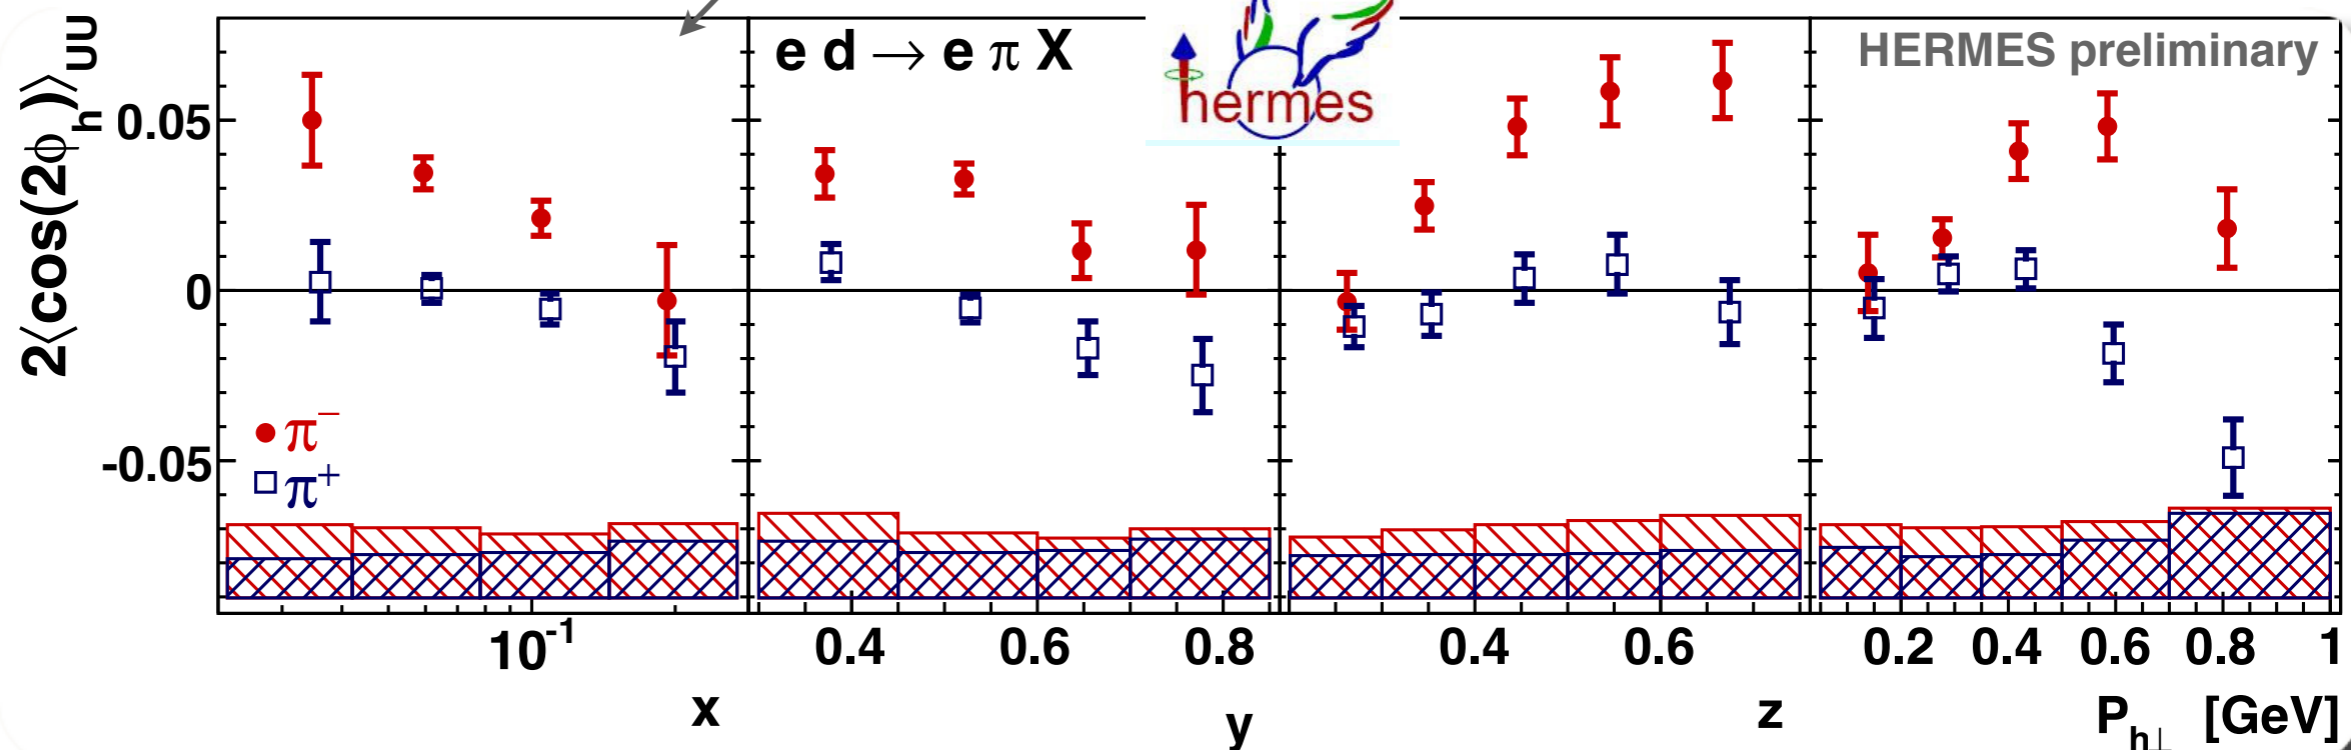 2⟨cos(2ϕh)⟩UU
e d → e π X
hermes
HERMES preliminary
0.05
0
-0.05
π−
π+
10-1
0.4 0.6 0.8
0.4 0.6
0.2 0.4 0.6 0.8 1
x
y
z
Ph⊥ [GeV]